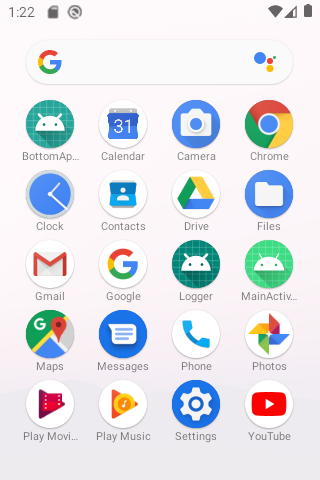 1:22
BottomAp...
Calendar
Camera
Chrome
31
Clock
Contacts
Drive
Files
Gmail
Google
Logger
MainActiv...
Maps
Messages
Phone
Photos
Play Movi...
Play Music
Settings
YouTube